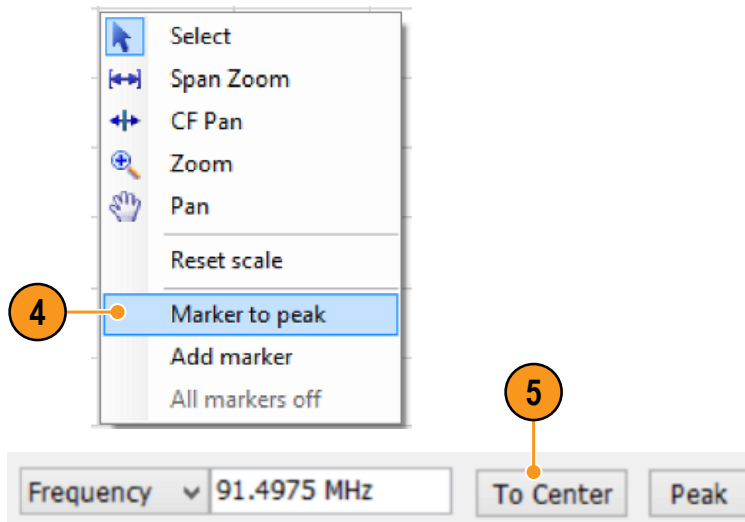 Select
Span Zoom
CF Pan
Zoom
Pan
Reset scale
4
Marker to peak
Add marker
All markers off
5
Frequency 91.4975 MHz To Center Peak